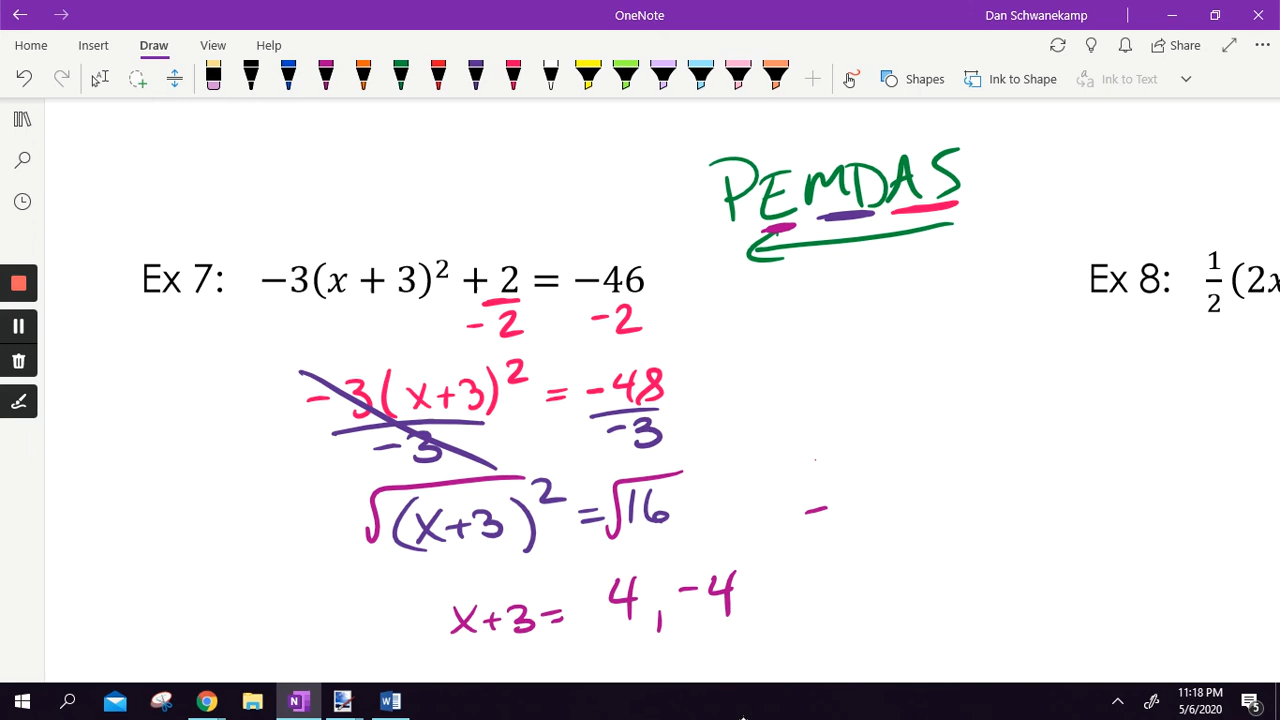 OneNote
Dan Schwanekamp
Home Insert Draw View Help
Share
Shapes
Ink to Shape
Ink to Text
PEMDAS
Ex 7: −3(x + 3)² + 2 = −46
Ex 8: 1/2 (2x
-2 -2
-3(x+3)² = -48
-3 -3
√(x+3)² = √16
-
x+3= 4, -4
11:18 PM
5/6/2020
5